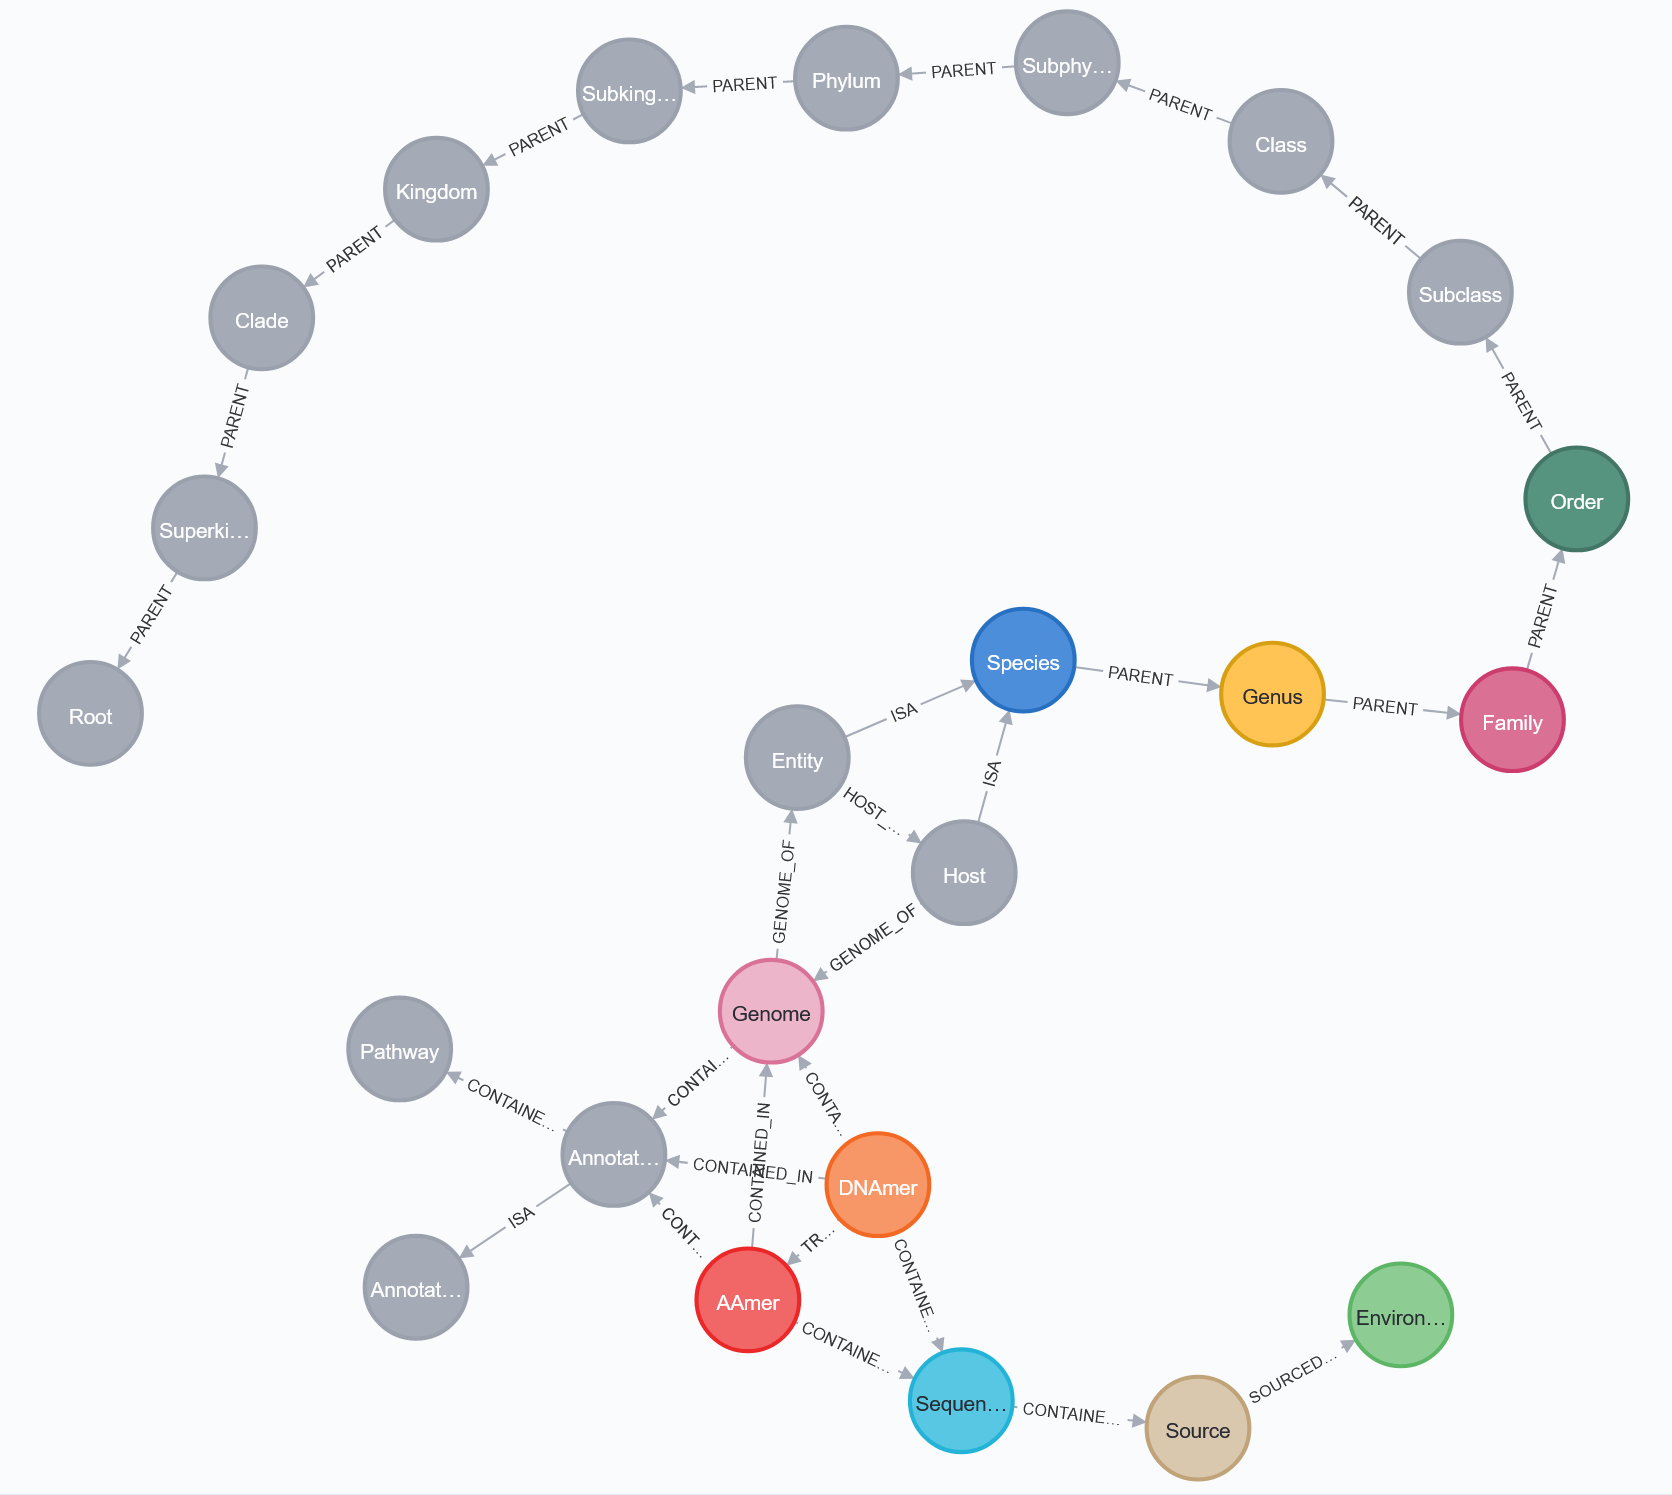 Subphy…
PARENT
Phylum
PARENT
Subking…
PARENT
PARENT
Class
PARENT
Kingdom
PARENT
PARENT
Subclass
Clade
PARENT
PARENT
Order
Superki…
PARENT
PARENT
Species
PARENT
Genus
PARENT
Family
Root
ISA
Entity
ISA
HOST_…
Host
GENOME_OF
GENOME_OF
Genome
Pathway
CONTAI…
CONTA…
CONTAINE…
Annotat…
CONTAINED_IN
CONTAINED_IN
DNAmer
ISA
CONT…
TR…
CONTAINE…
Annotat…
AAmer
CONTAINE…
Environ…
SOURCED…
Sequen…
CONTAINE…
Source